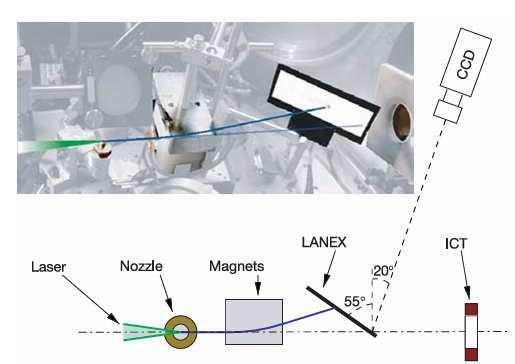 CCD
LANEX
ICT
Laser
Nozzle
Magnets
20°
55°